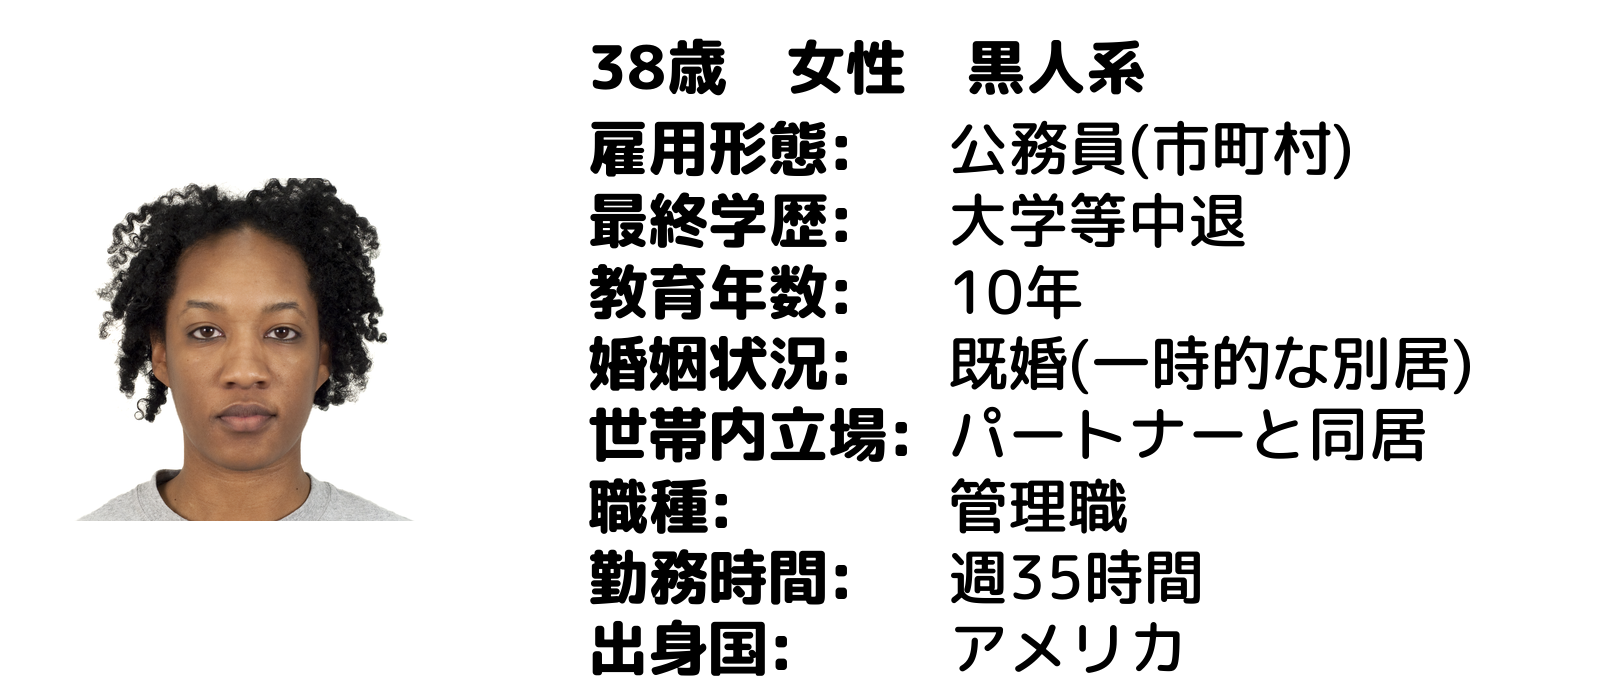 38歳　女性　黒人系
雇用形態:　公務員(市町村)
最終学歴:　大学等中退
教育年数:　10年
婚姻状況:　既婚(一時的な別居)
世帯内立場:　パートナーと同居
職種:　管理職
勤務時間:　週35時間
出身国:　アメリカ